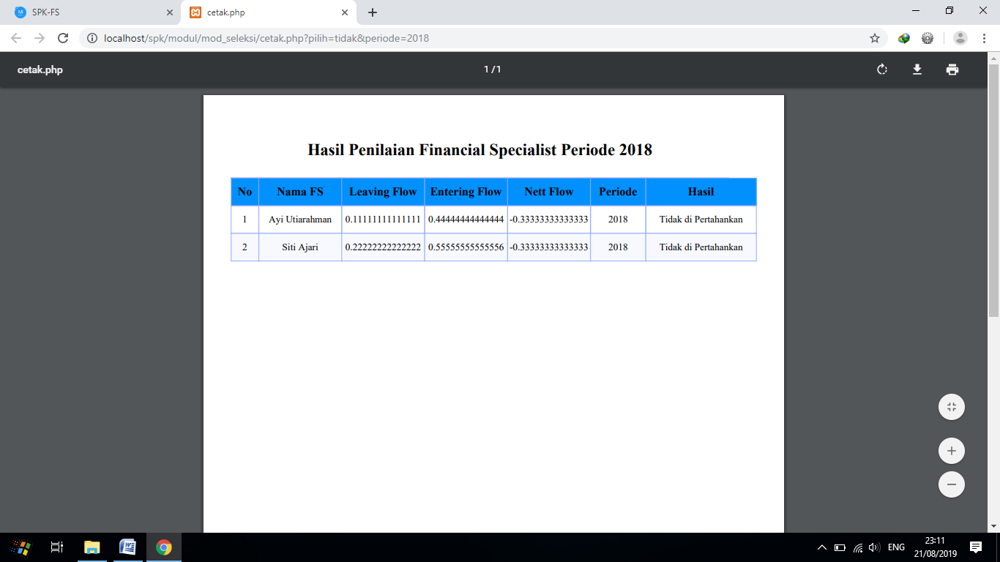 SPK-FS
cetak.php
localhost/spk/modul/mod_seleksi/cetak.php?pilih=tidak&periode=2018
cetak.php
1 / 1
Hasil Penilaian Financial Specialist Periode 2018
No Nama FS Leaving Flow Entering Flow Nett Flow Periode Hasil
1 Ayi Utiarahman 0.11111111111111 0.44444444444444 -0.33333333333333 2018 Tidak di Pertahankan
2 Siti Ajari 0.22222222222222 0.55555555555556 -0.33333333333333 2018 Tidak di Pertahankan
ENG
23:11
21/08/2019